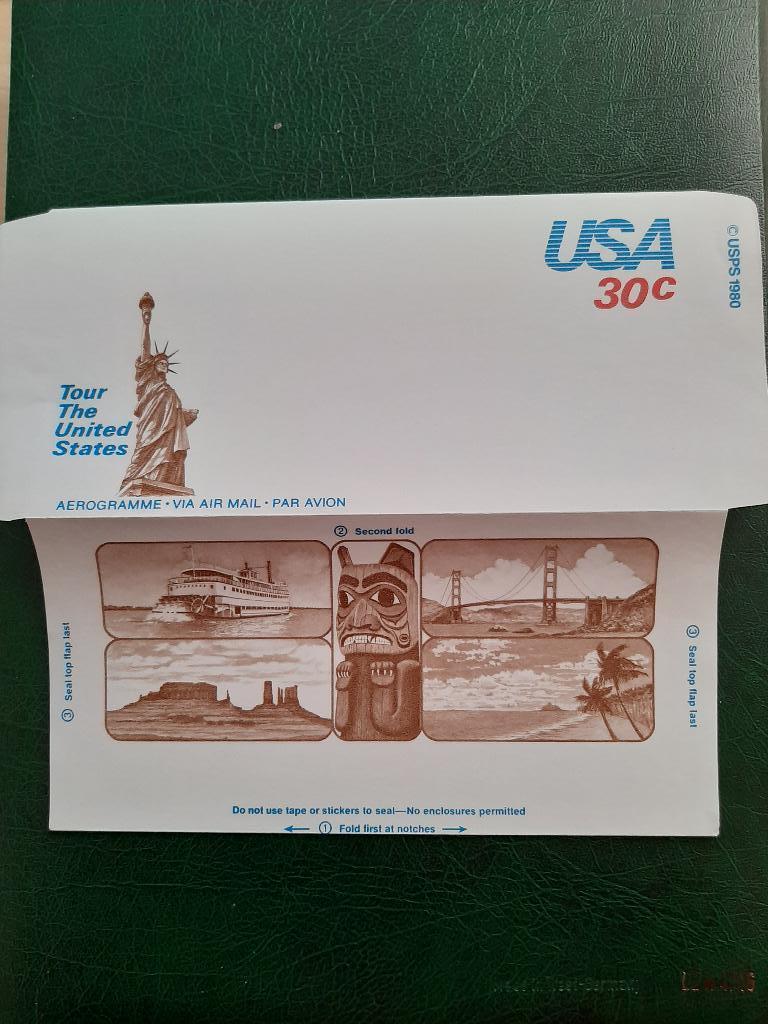 USA
30c
© USPS 1980
Tour
The
United
States
AEROGRAMME • VIA AIR MAIL • PAR AVION
② Second fold
③ Seal top flap last
③ Seal top flap last
Do not use tape or stickers to seal—No enclosures permitted
① Fold first at notches